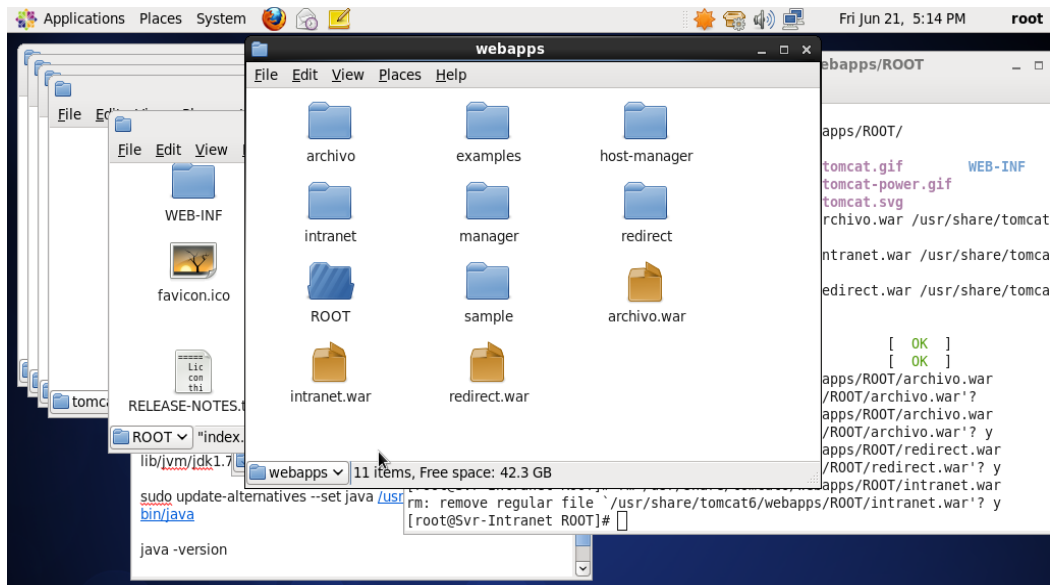 Applications Places System
Fri Jun 21, 5:14 PM root
webapps
File Edit View Places Help
archivo examples host-manager
intranet manager redirect
ROOT sample archivo.war
intranet.war redirect.war
webapps 11 items, Free space: 42.3 GB
File
File Edit View
WEB-INF
favicon.ico
Lic
con
thi
RELEASE-NOTES.t
ROOT "index.
tomca
ebapps/ROOT
apps/ROOT/
tomcat.gif WEB-INF
tomcat-power.gif
tomcat.svg
rchivo.war /usr/share/tomcat
ntranet.war /usr/share/tomca
edirect.war /usr/share/tomca
[ OK ]
[ OK ]
apps/ROOT/archivo.war
/ROOT/archivo.war'?
apps/ROOT/archivo.war
/ROOT/archivo.war'? y
apps/ROOT/redirect.war
/ROOT/redirect.war'? y
apps/ROOT/intranet.war
rm: remove regular file `/usr/share/tomcat6/webapps/ROOT/intranet.war'? y
[root@Svr-Intranet ROOT]#
lib/jvm/jdk1.7
sudo update-alternatives --set java /usr
bin/java
java -version